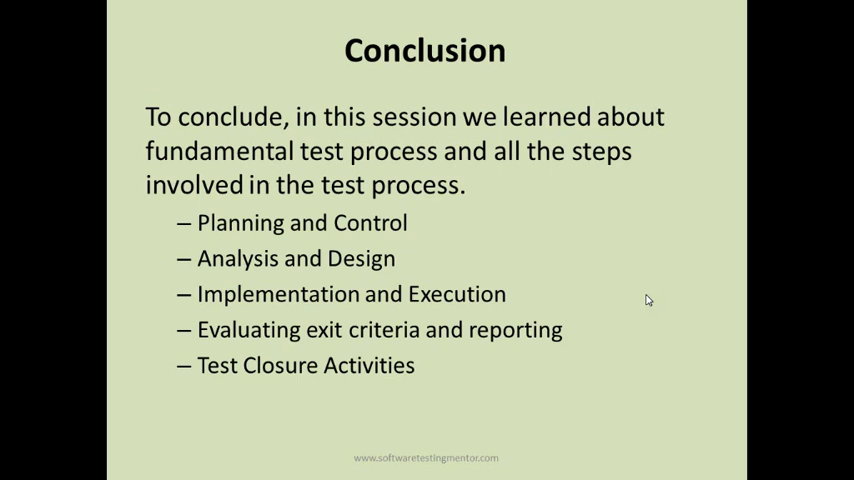 Conclusion
To conclude, in this session we learned about
fundamental test process and all the steps
involved in the test process.
– Planning and Control
– Analysis and Design
– Implementation and Execution
– Evaluating exit criteria and reporting
– Test Closure Activities
www.softwaretestingmentor.com